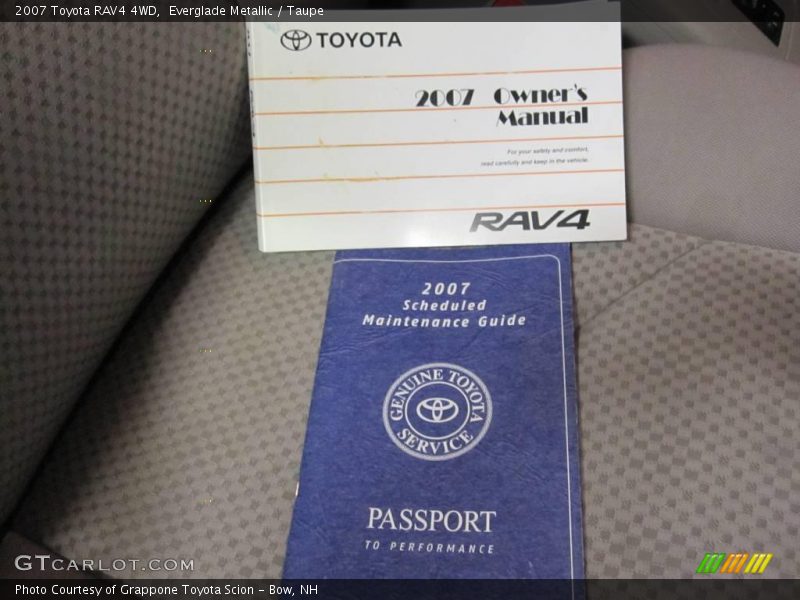 2007 Toyota RAV4 4WD, Everglade Metallic / Taupe
TOYOTA
2007 Owner's
Manual
For your safety and comfort,
read carefully and keep in the vehicle.
RAV4
2007
Scheduled
Maintenance Guide
GENUINE TOYOTA
SERVICE
PASSPORT
TO PERFORMANCE
GTCARLOT.COM
Photo Courtesy of Grappone Toyota Scion - Bow, NH